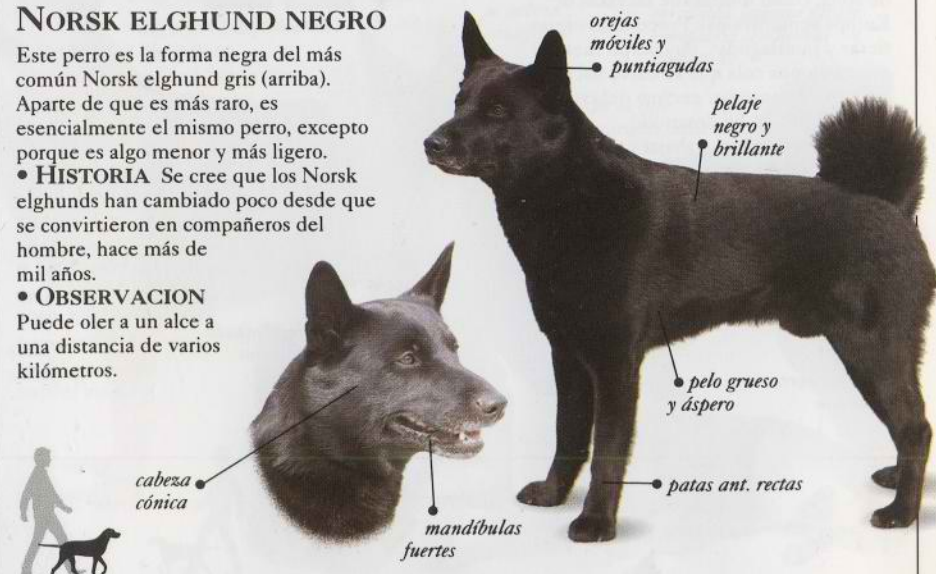 NORSK ELGHUND NEGRO
Este perro es la forma negra del más
común Norsk elghund gris (arriba).
Aparte de que es más raro, es
esencialmente el mismo perro, excepto
porque es algo menor y más ligero.
• HISTORIA Se cree que los Norsk
elghunds han cambiado poco desde que
se convirtieron en compañeros del
hombre, hace más de
mil años.
• OBSERVACION
Puede oler a un alce a
una distancia de varios
kilómetros.
orejas
móviles y
puntiagudas
pelaje
negro y
brillante
pelo grueso
y áspero
patas ant. rectas
cabeza
cónica
mandíbulas
fuertes